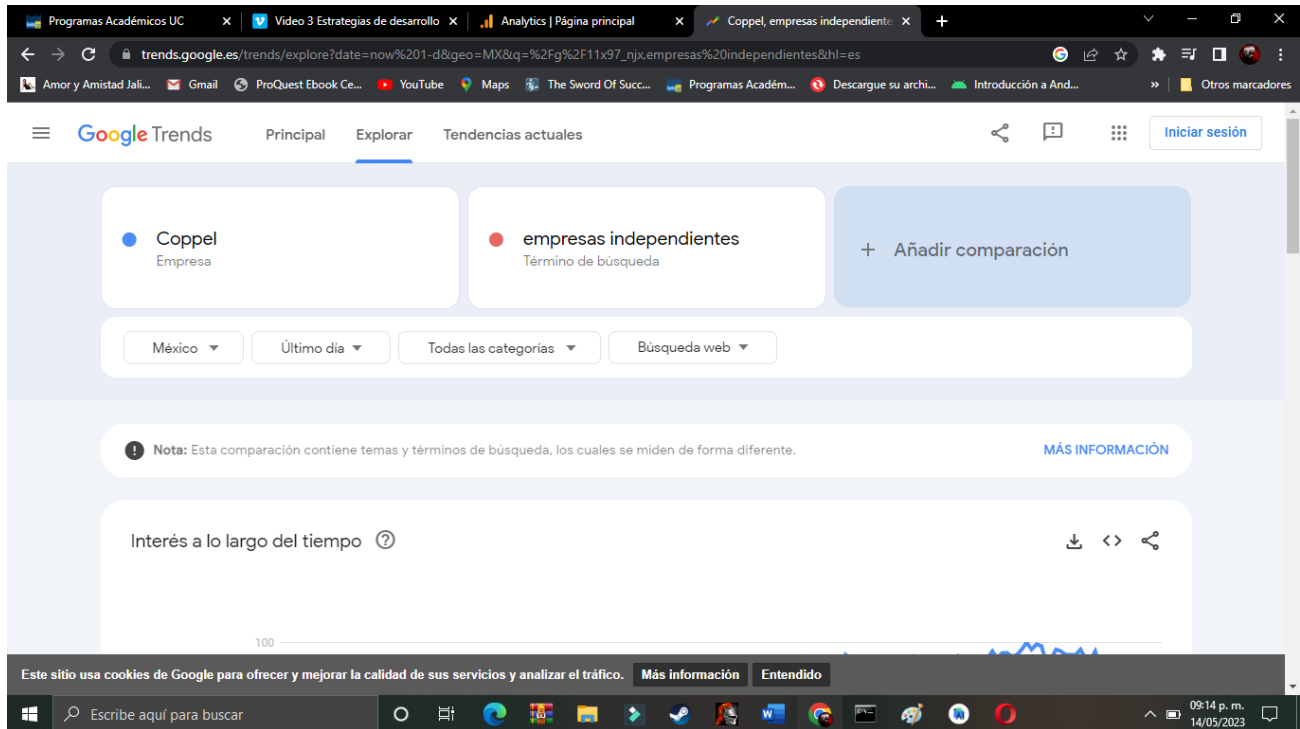 Programas Académicos UC
Video 3 Estrategias de desarrollo
Analytics | Página principal
Coppel, empresas independiente
trends.google.es/trends/explore?date=now%201-d&geo=MX&q=%2Fg%2F11x97_njx,empresas%20independientes&hl=es
Amor y Amistad Jali...
Gmail
ProQuest Ebook Ce...
YouTube
Maps
The Sword Of Succ...
Programas Académ...
Descargue su archi...
Introducción a And...
»
Otros marcadores
Google Trends
Principal
Explorar
Tendencias actuales
Iniciar sesión
Coppel
Empresa
empresas independientes
Término de búsqueda
+ Añadir comparación
México
Último día
Todas las categorías
Búsqueda web
Nota: Esta comparación contiene temas y términos de búsqueda, los cuales se miden de forma diferente.
MÁS INFORMACIÓN
Interés a lo largo del tiempo
100
Este sitio usa cookies de Google para ofrecer y mejorar la calidad de sus servicios y analizar el tráfico.
Más información
Entendido
Escribe aquí para buscar
09:14 p. m.
14/05/2023